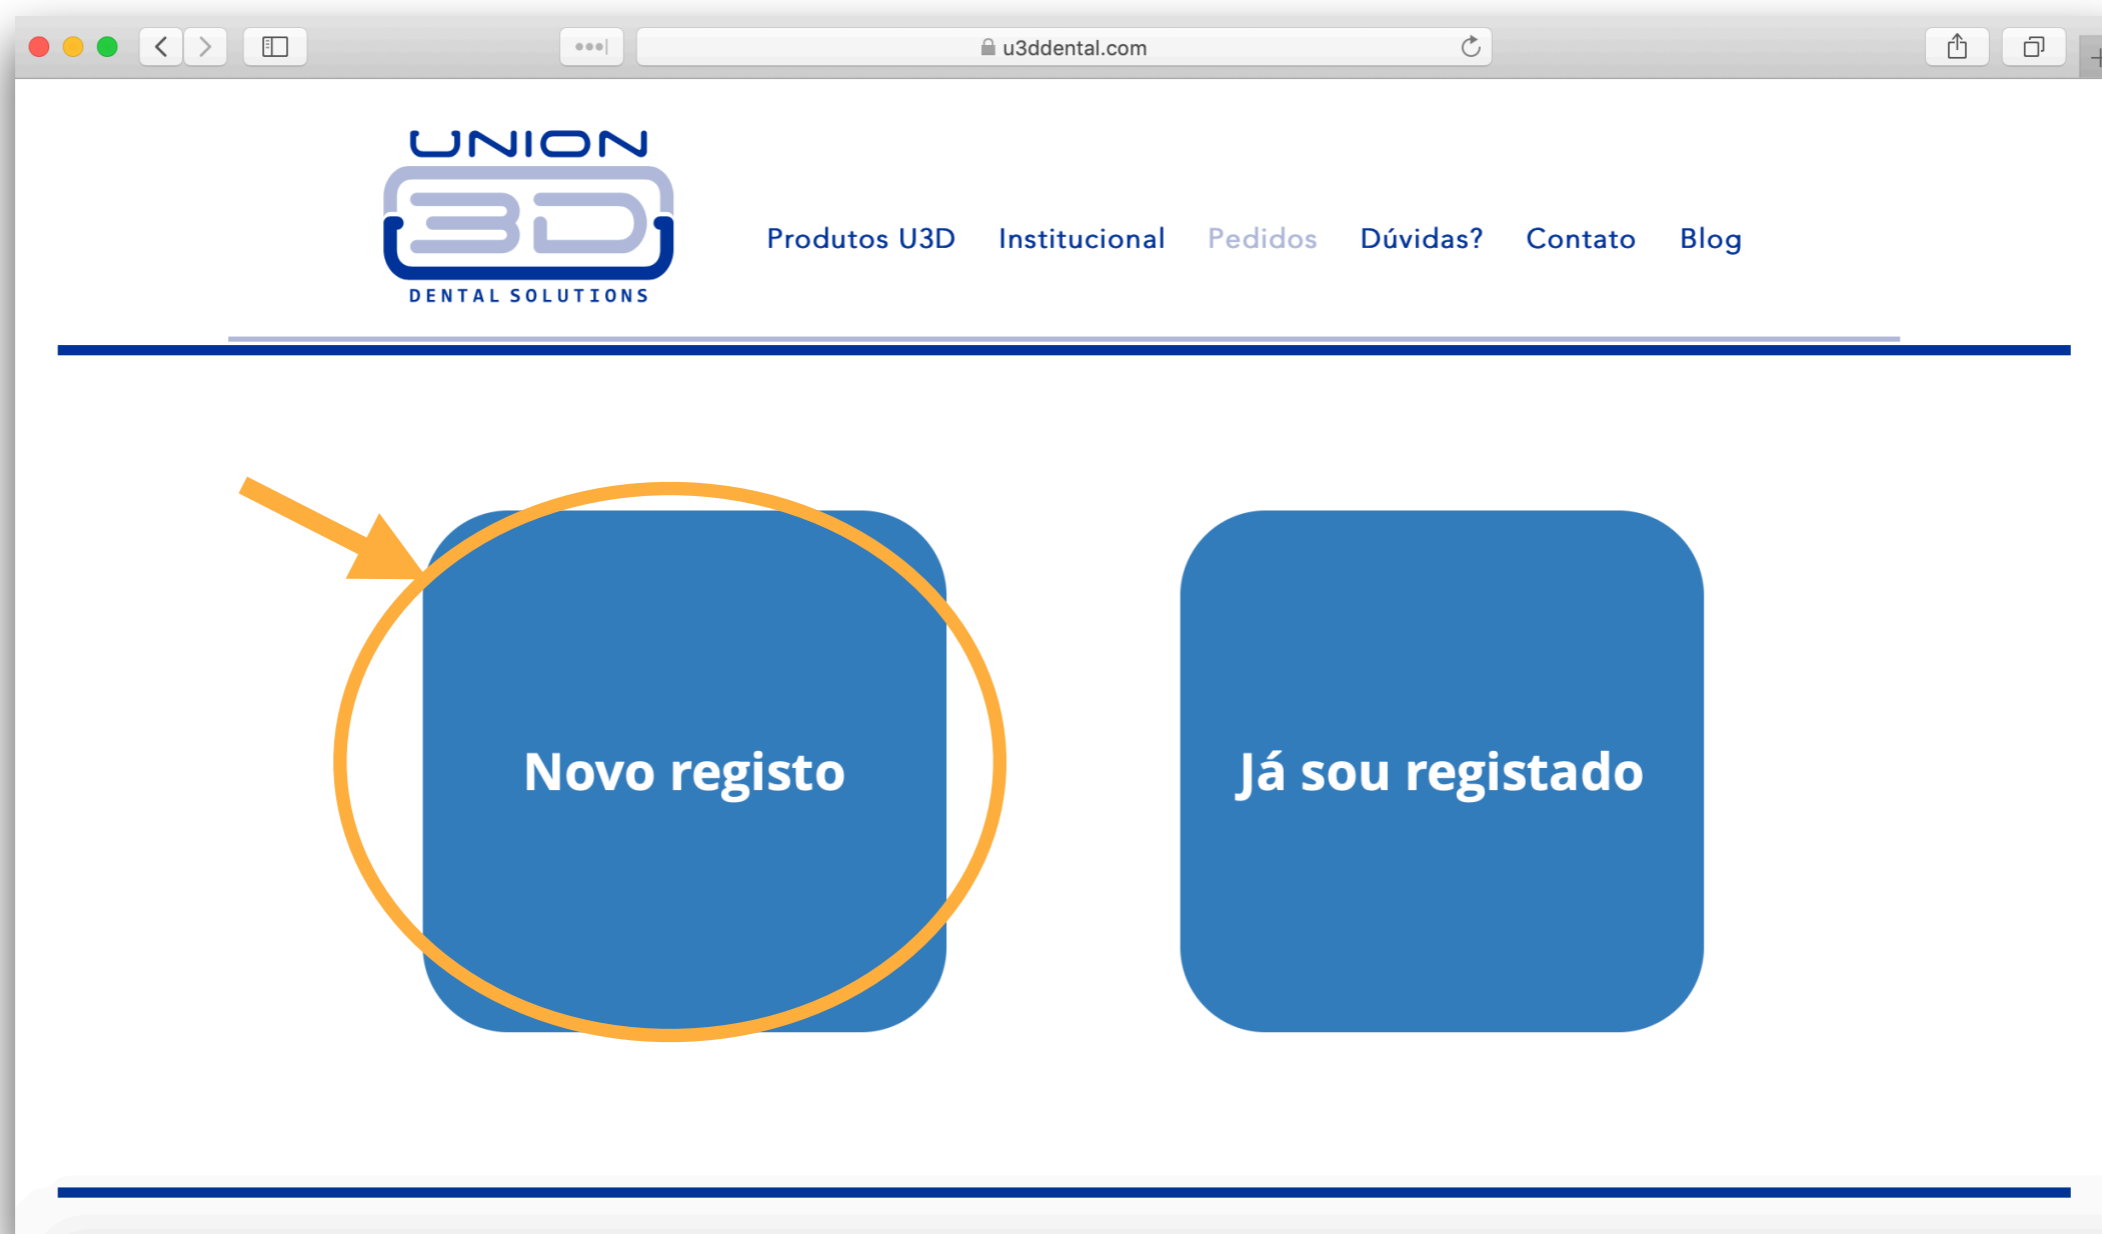 u3ddental.com
UNION
3D
DENTAL SOLUTIONS
Produtos U3D Institucional Pedidos Dúvidas? Contato Blog
Novo registo
Já sou registado